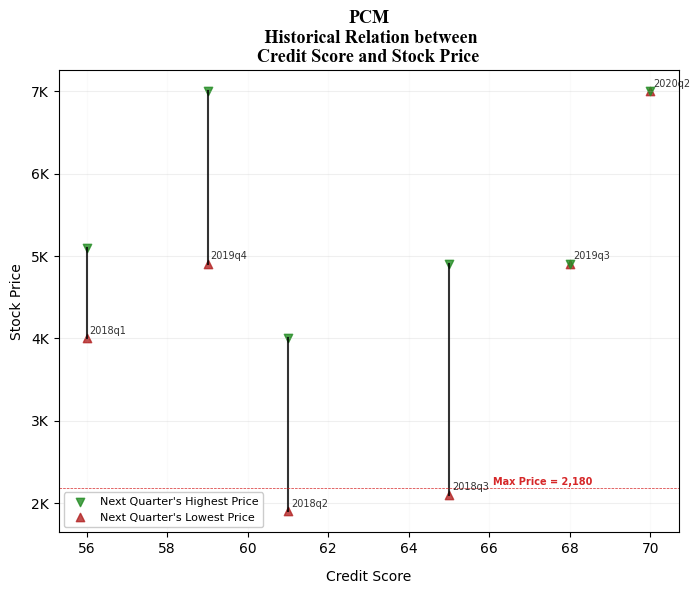 PCM
Historical Relation between
Credit Score and Stock Price
2020q2
7K
6K
2019q4
2019q3
5K
2018q1
4K
3K
2018q3
Max Price = 2,180
2018q2
2K
Stock Price
Next Quarter's Highest Price
Next Quarter's Lowest Price
56 58 60 62 64 66 68 70
Credit Score